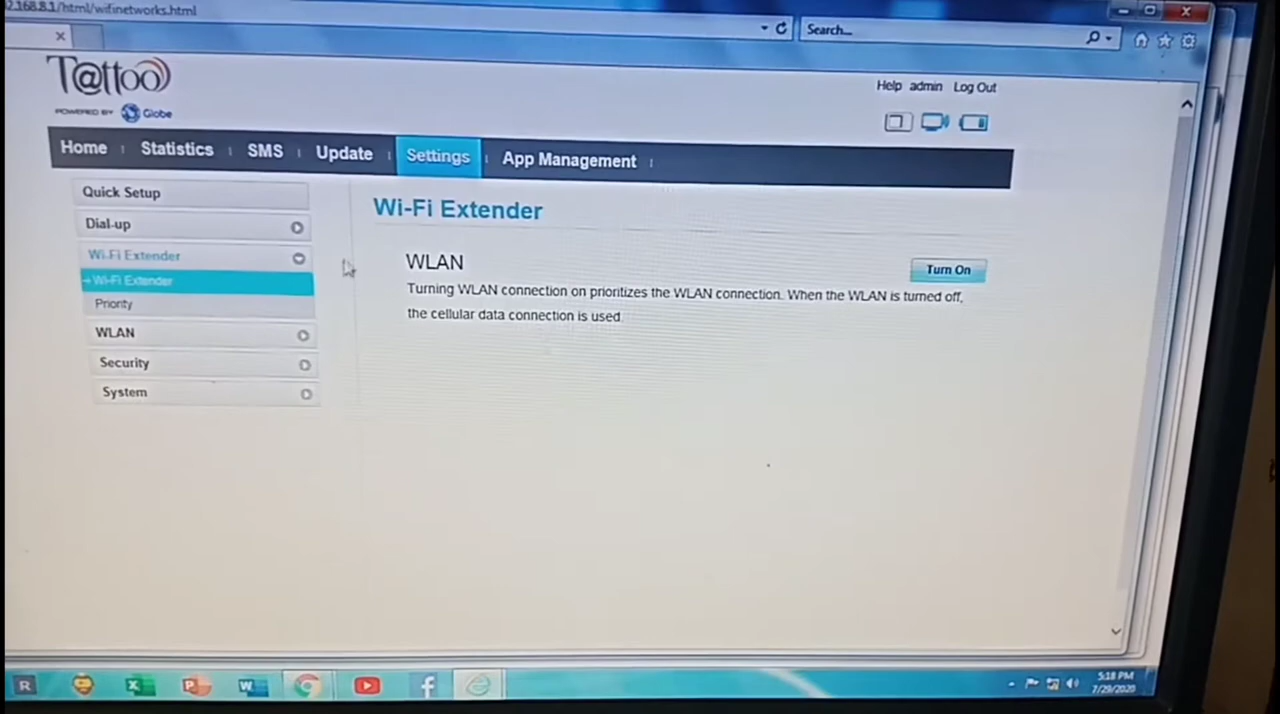 2.168.8.1/html/wifinetworks.html
Search...
T@ttoo
POWERED BY Globe
Help admin Log Out
Home Statistics SMS Update Settings App Management
Quick Setup
Dial-up
Wi-Fi Extender
Wi-Fi Extender
Priority
WLAN
Security
System
Wi-Fi Extender
WLAN
Turn On
Turning WLAN connection on prioritizes the WLAN connection. When the WLAN is turned off,
the cellular data connection is used.
5:18 PM
7/29/2020